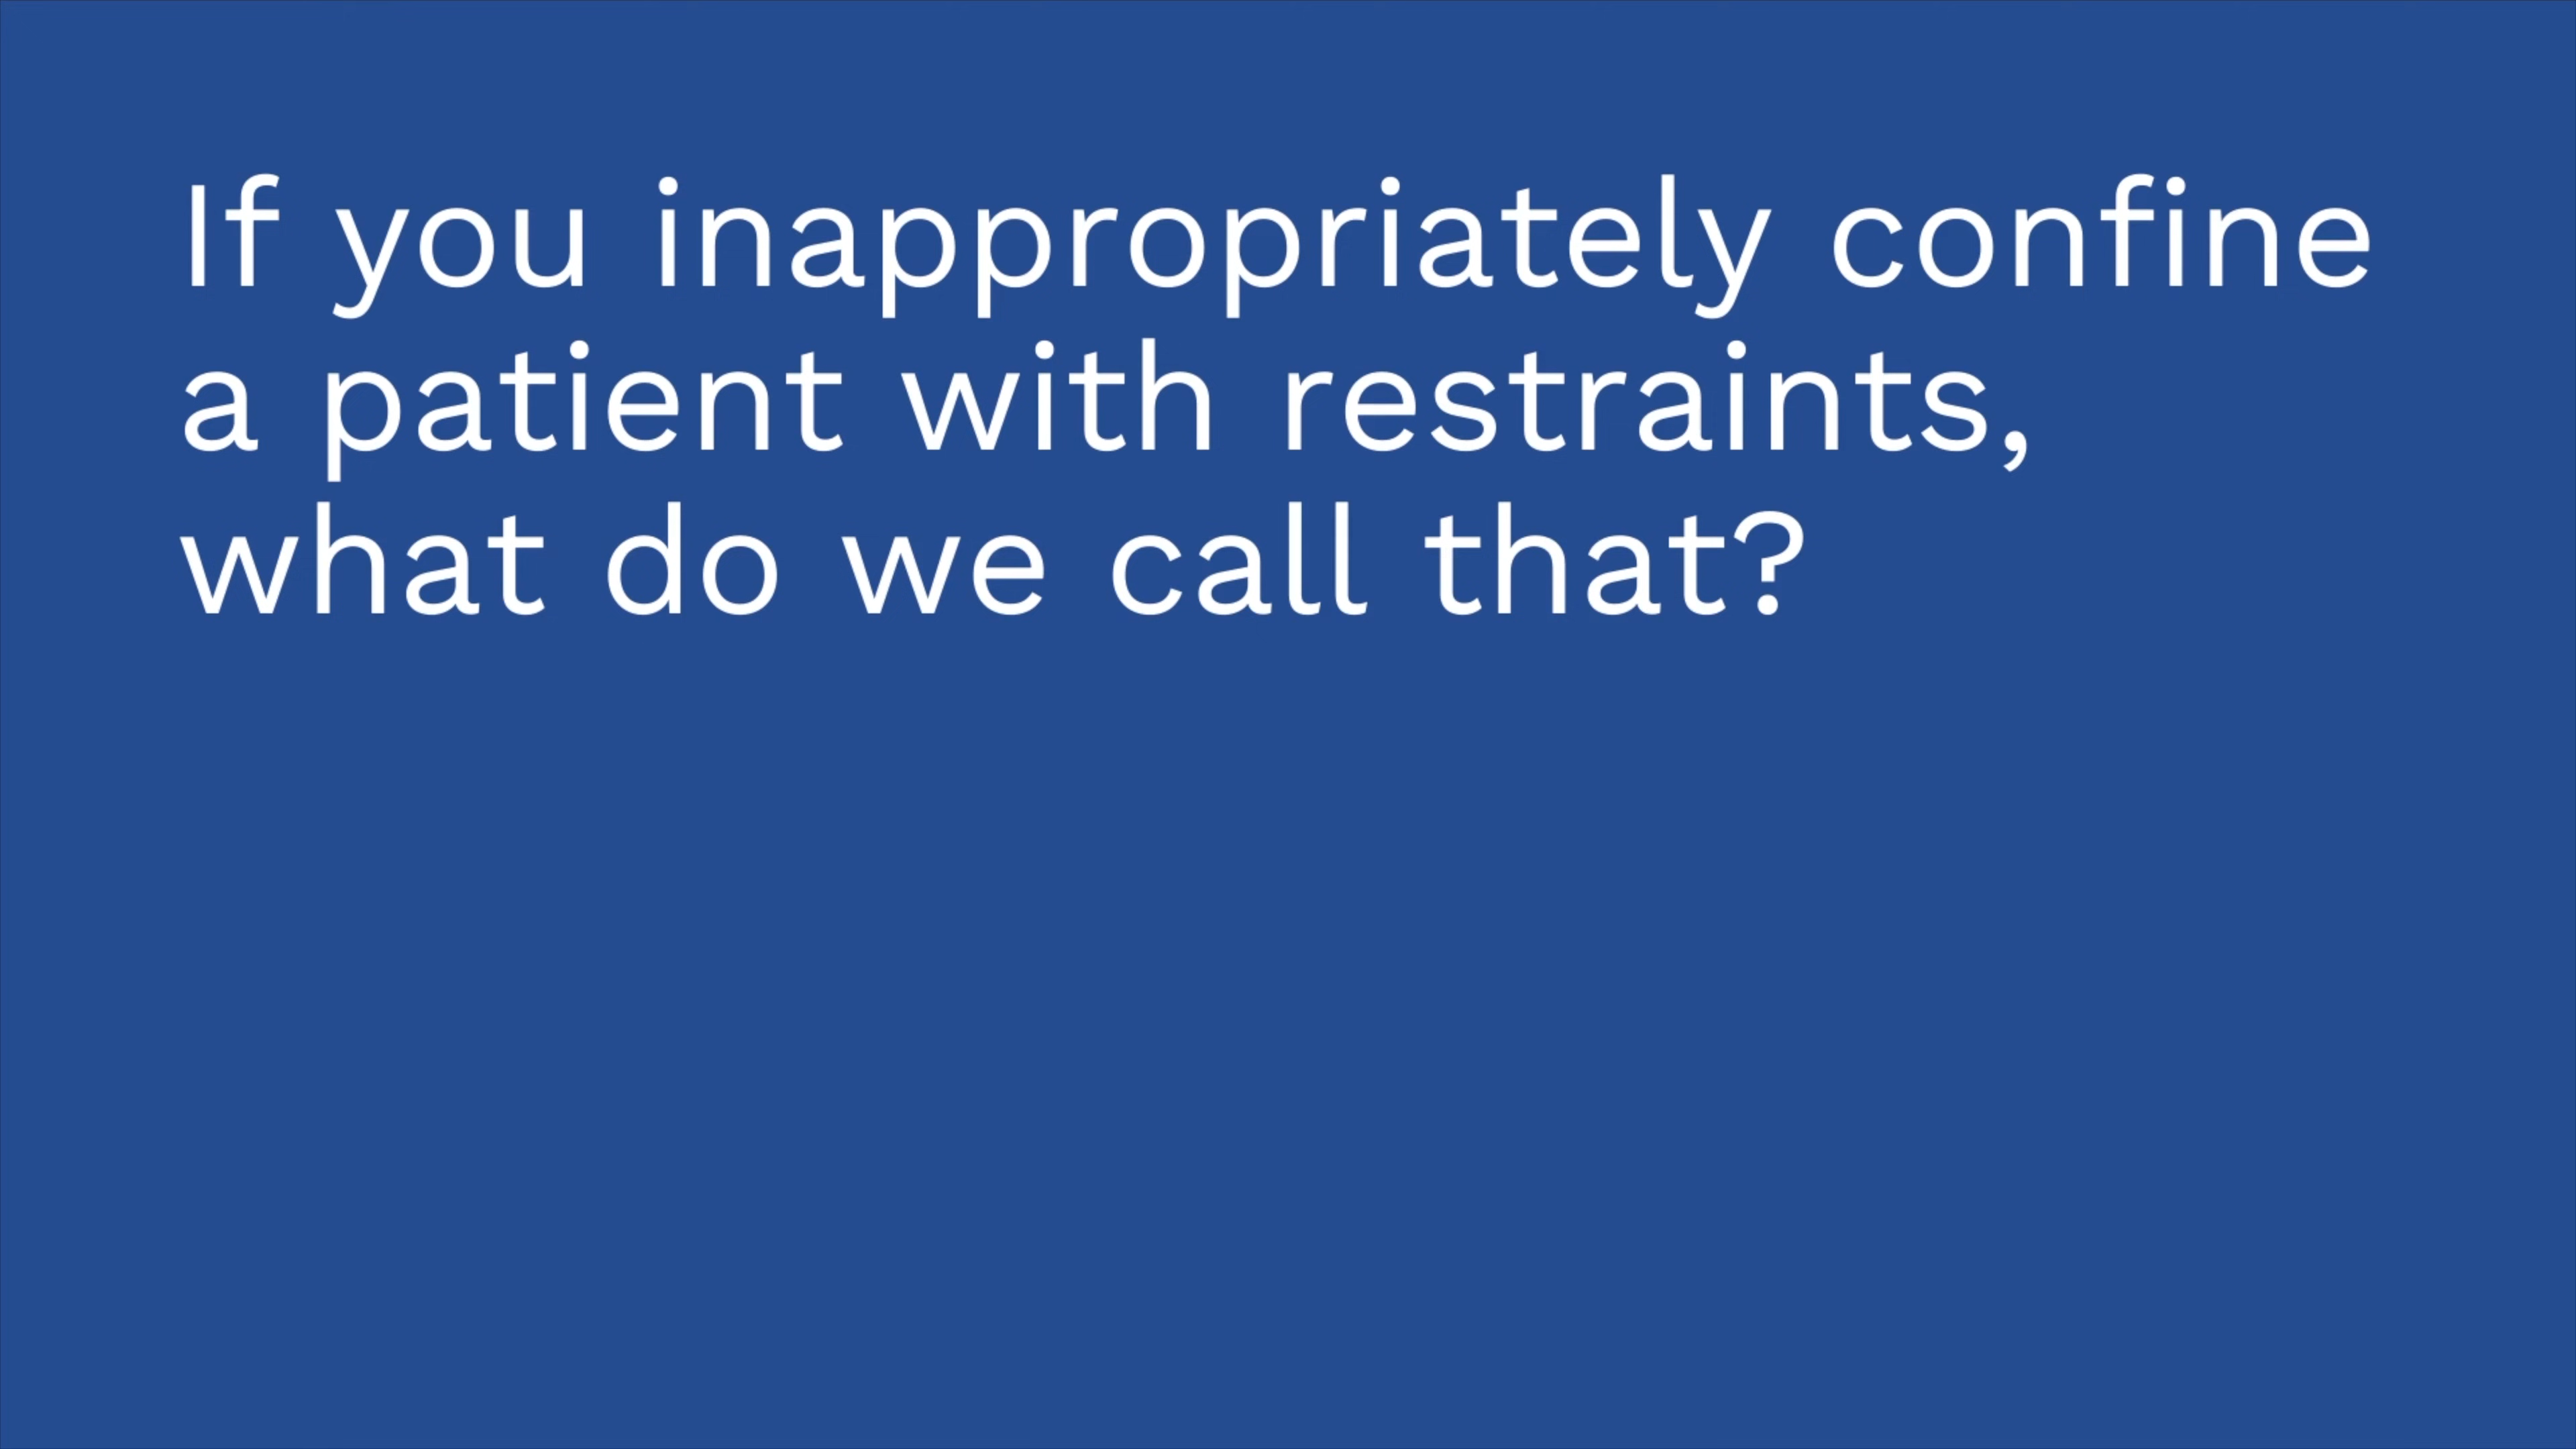 If you inappropriately confine
a patient with restraints,
what do we call that?